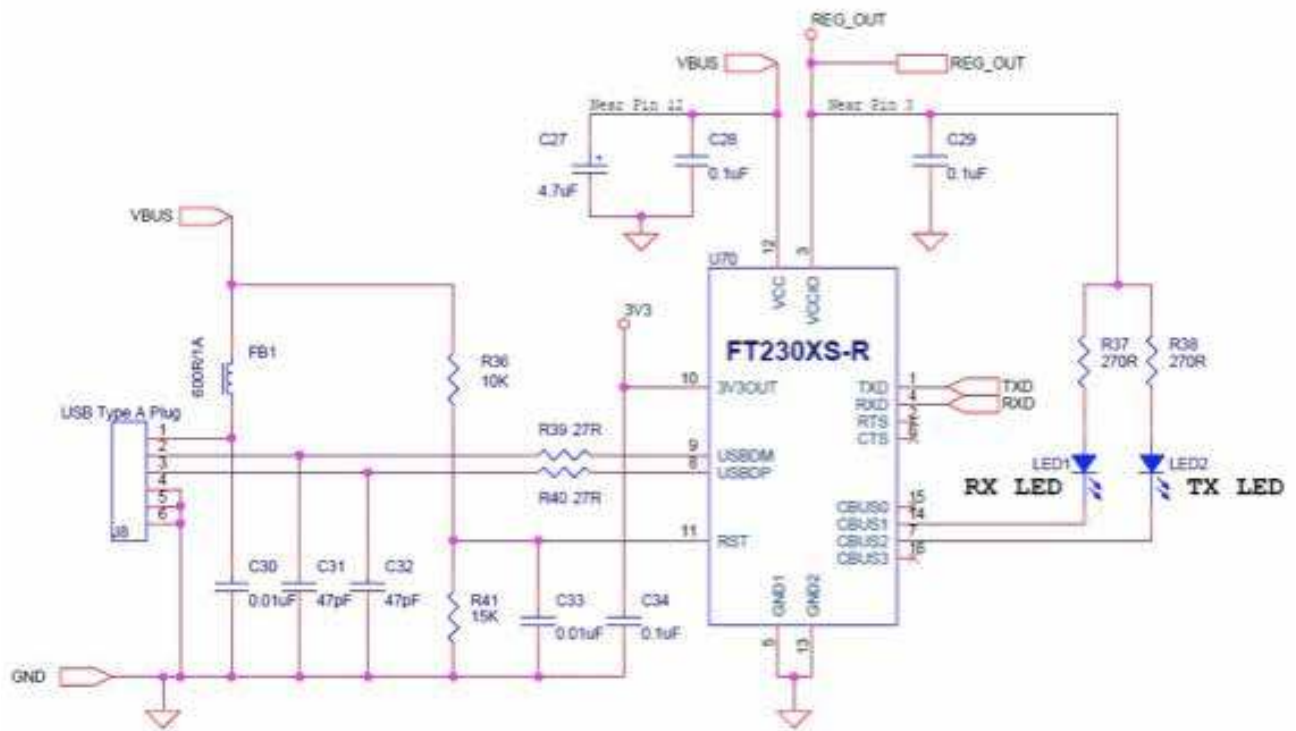 REG_OUT
VBUS
REG_OUT
Near Pin 12
Near Pin 3
C27
4.7uF
C28
0.1uF
C29
0.1uF
VBUS
12
3
U70
VCC
VCCIO
3V3
FT230XS-R
600R/1A
FB1
R36
10K
R37
270R
R38
270R
10
3V3OUT
TXD
1
TXD
RXD
4
RXD
RTS
CTS
USB Type A Plug
1
2
3
4
5
6
J8
R39 27R
9
USBDM
8
USBDP
R40 27R
LED1
RX LED
LED2
TX LED
CBUS0
15
CBUS1
14
CBUS2
7
CBUS3
16
11
RST
C30
0.01uF
C31
47pF
C32
47pF
R41
15K
C33
0.01uF
C34
0.1uF
GND1
GND2
5
13
GND